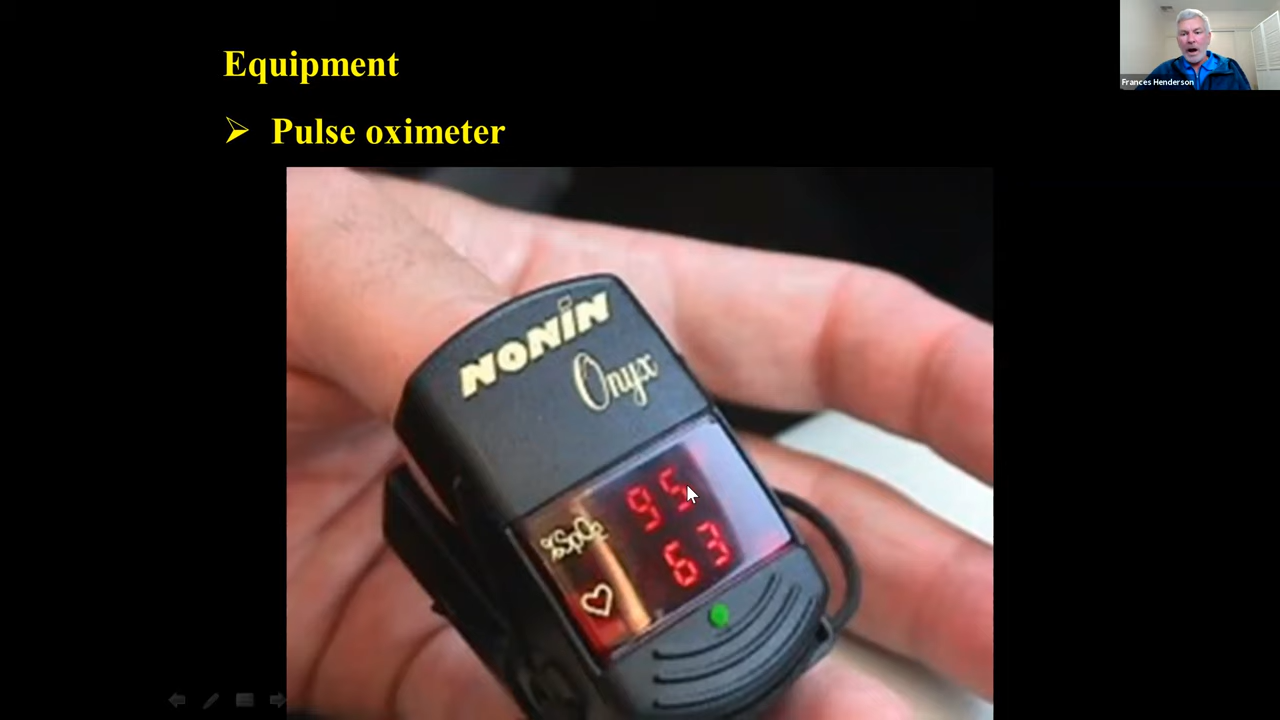 Equipment
➢ Pulse oximeter
Frances Henderson
NONIN
Onyx
%SpO2
95
63